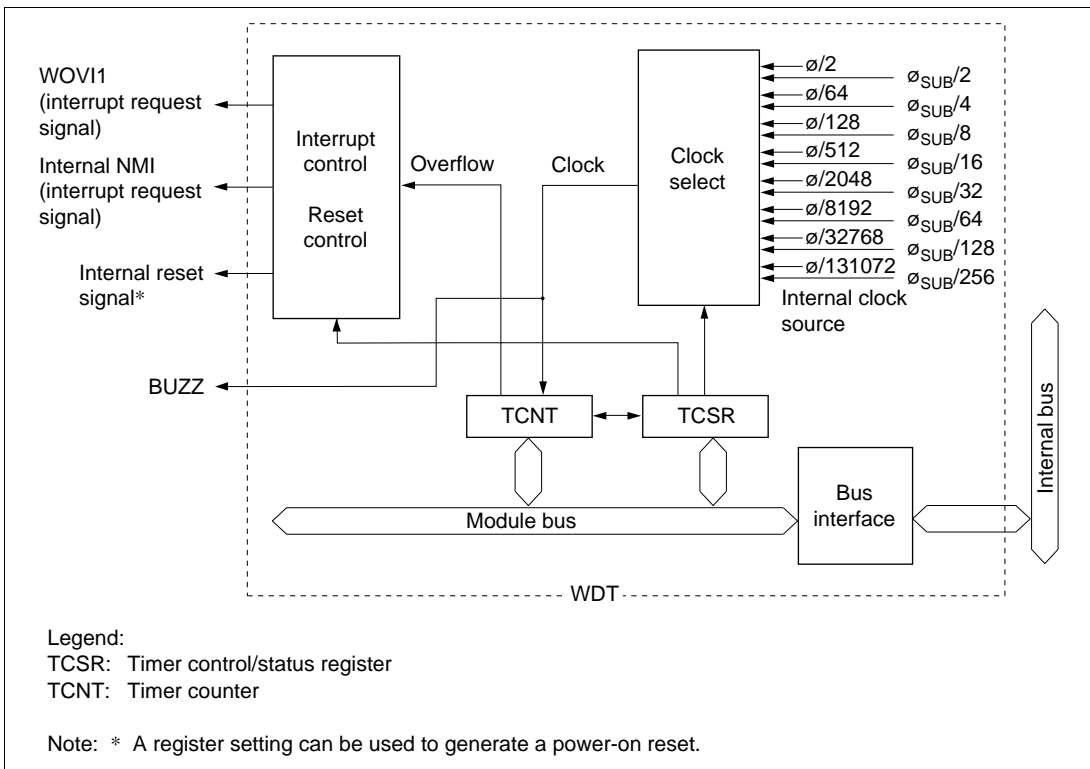 WOVI1
(interrupt request
signal)
Internal NMI
(interrupt request
signal)
Internal reset
signal*
BUZZ
Interrupt
control
Reset
control
Overflow
Clock
Clock
select
ø/2
ø/64
ø/128
ø/512
ø/2048
ø/8192
ø/32768
ø/131072
Internal clock
source
øSUB/2
øSUB/4
øSUB/8
øSUB/16
øSUB/32
øSUB/64
øSUB/128
øSUB/256
TCNT
TCSR
Module bus
Bus
interface
Internal bus
WDT
Legend:
TCSR: Timer control/status register
TCNT: Timer counter
Note: * A register setting can be used to generate a power-on reset.